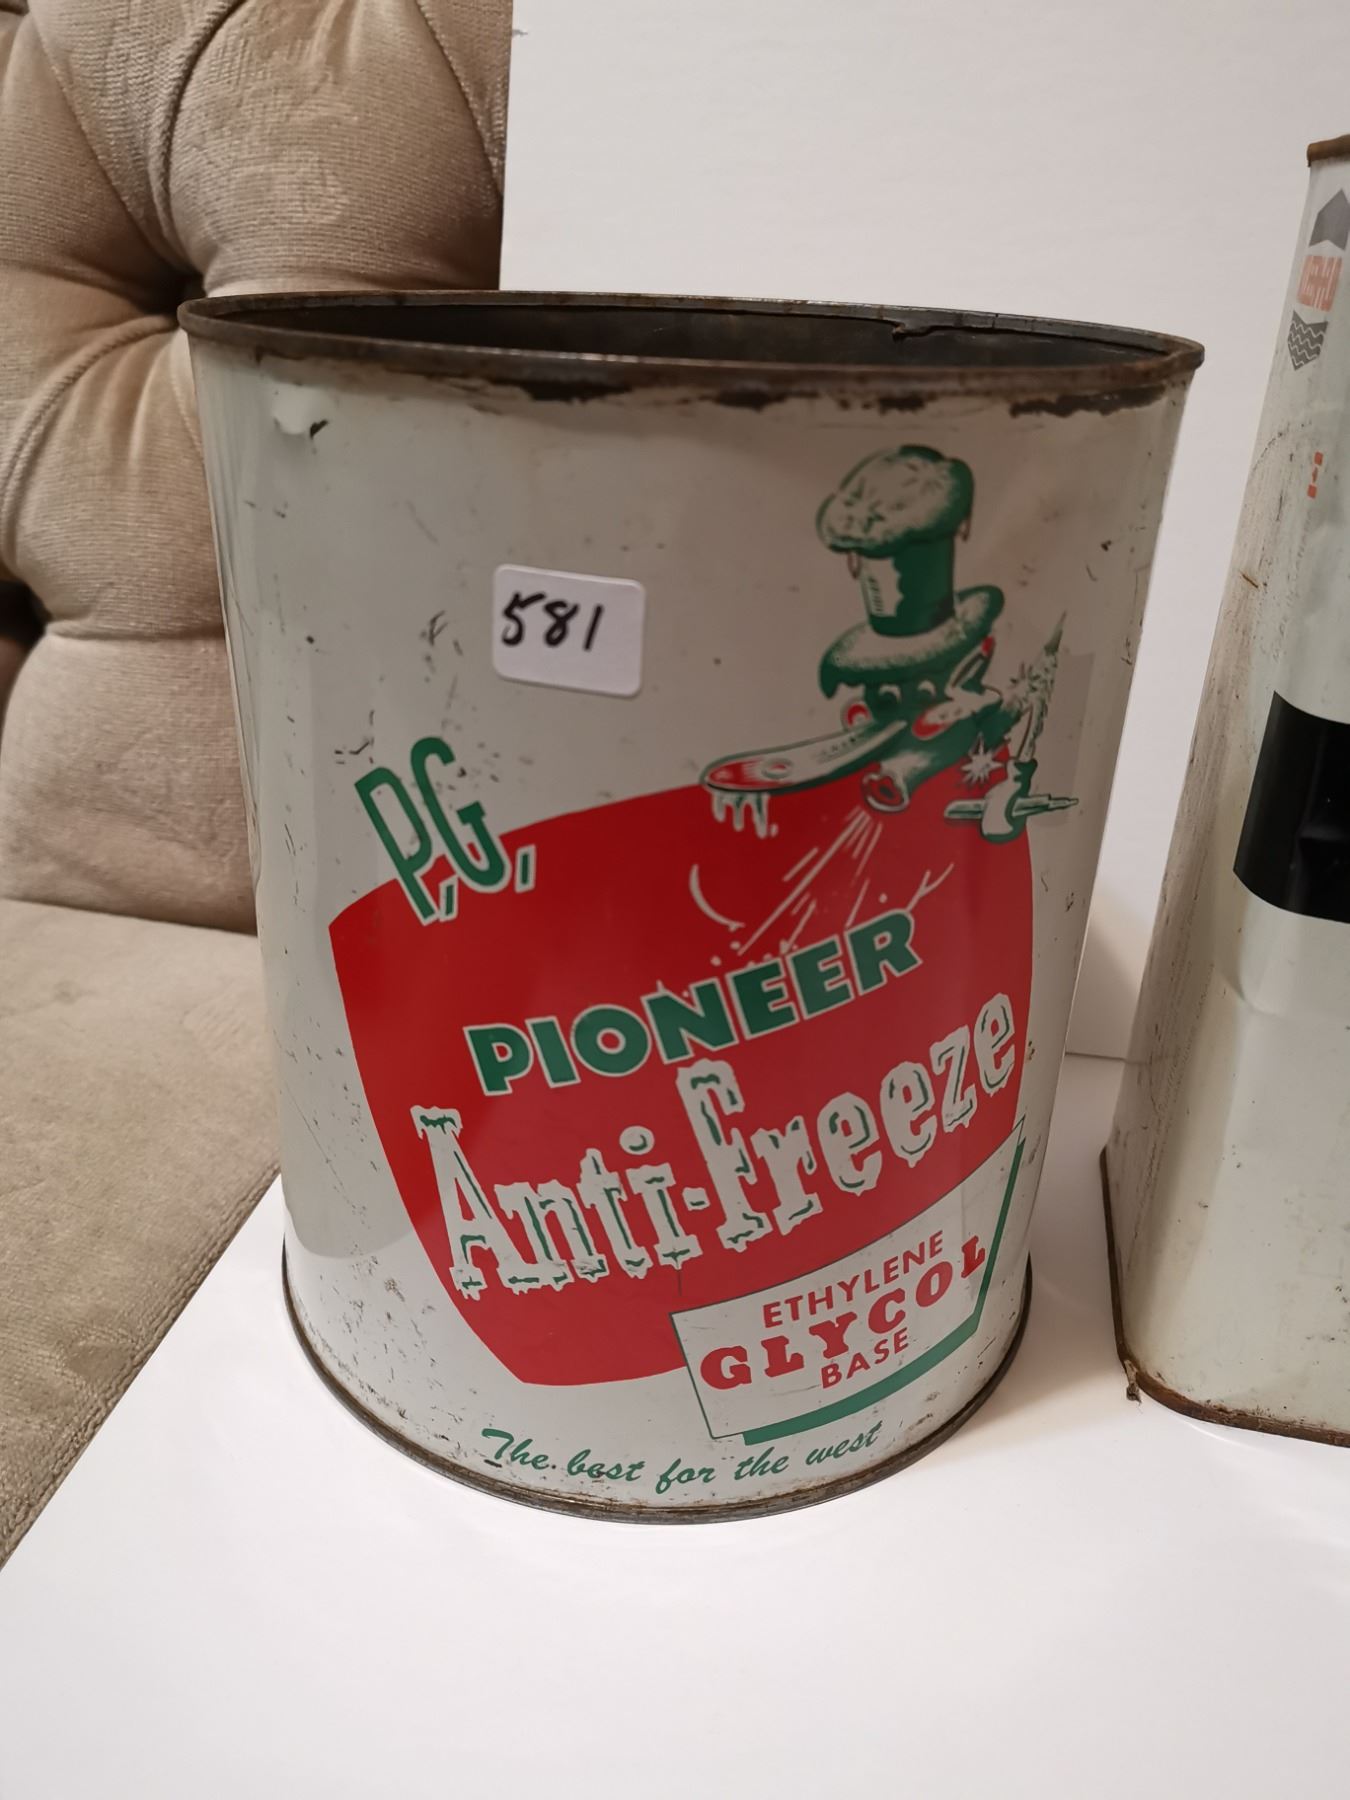 581
P,G,
PIONEER
Anti-freeze
ETHYLENE
GLYCOL
BASE
The best for the west